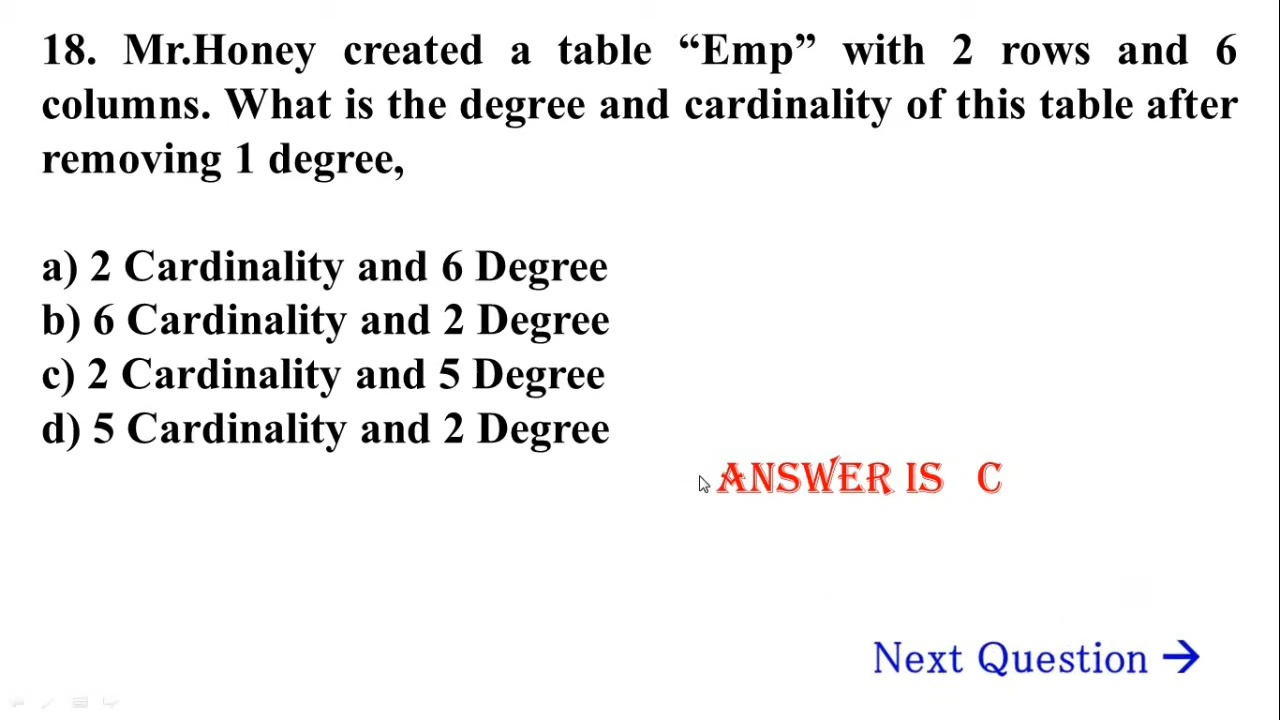 18. Mr.Honey created a table “Emp” with 2 rows and 6
columns. What is the degree and cardinality of this table after
removing 1 degree,
a) 2 Cardinality and 6 Degree
b) 6 Cardinality and 2 Degree
c) 2 Cardinality and 5 Degree
d) 5 Cardinality and 2 Degree
ANSWER IS C
Next Question →